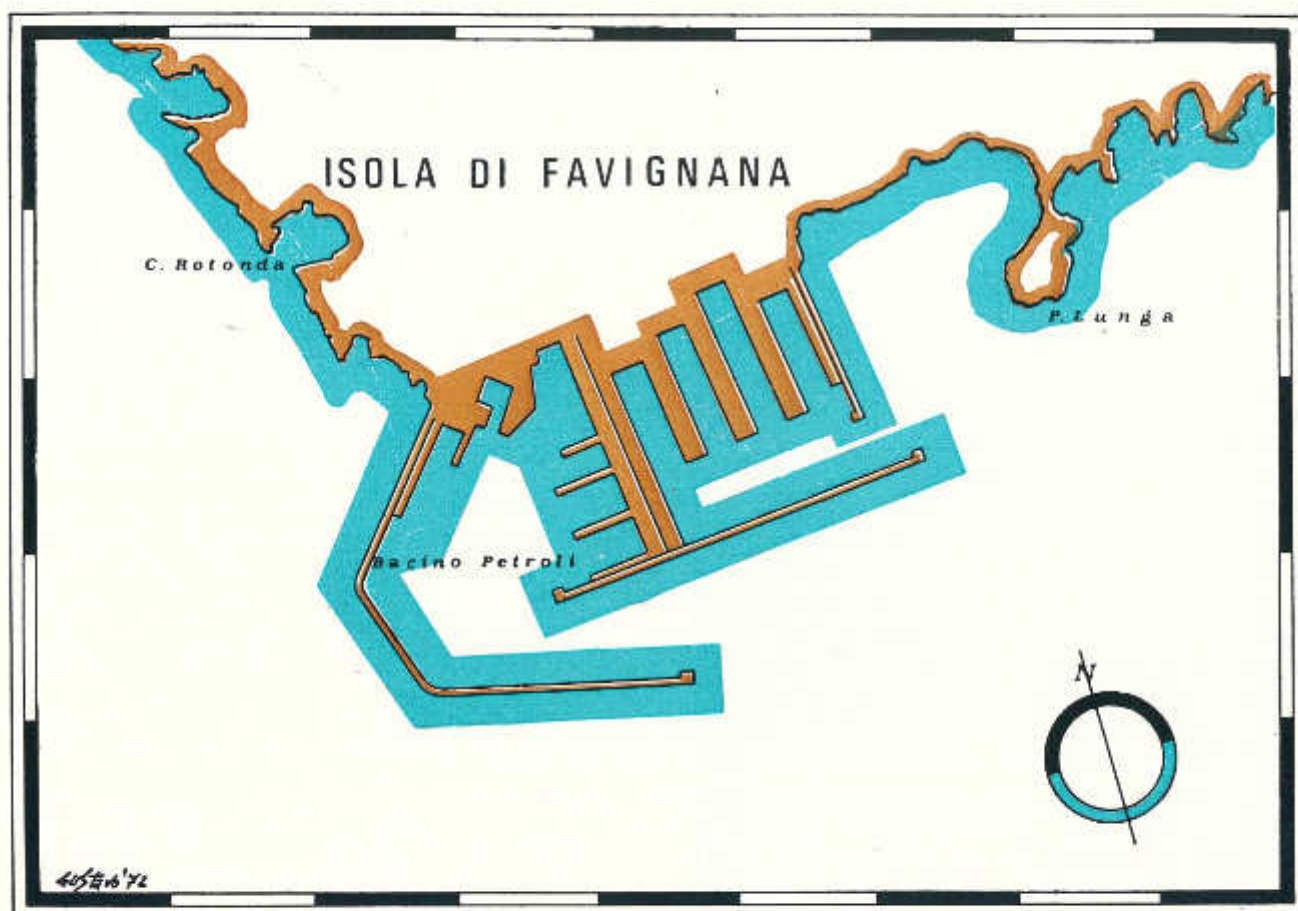 ISOLA DI FAVIGNANA
C. Rotonda
P. Lunga
Bacino Petroli
N